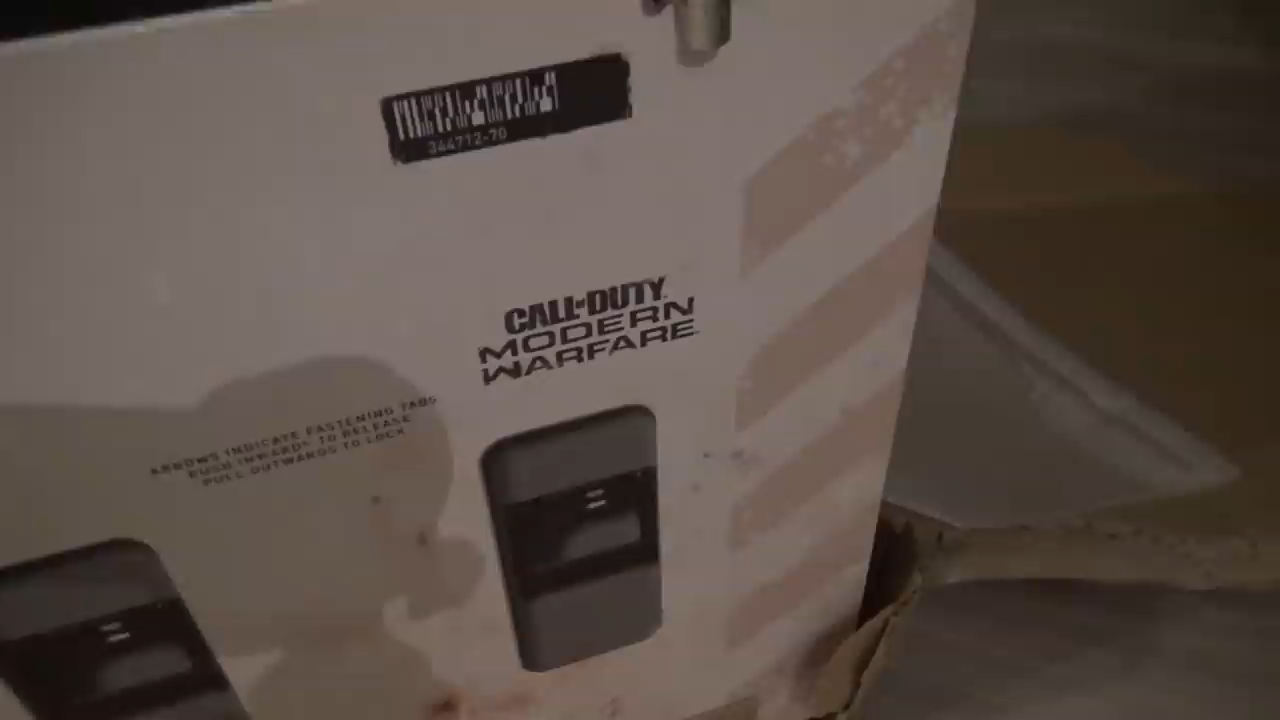 344712-70
CALL OF DUTY
MODERN
WARFARE
ARROWS INDICATE FASTENING TABS
PUSH INWARDS TO RELEASE
PULL OUTWARDS TO LOCK